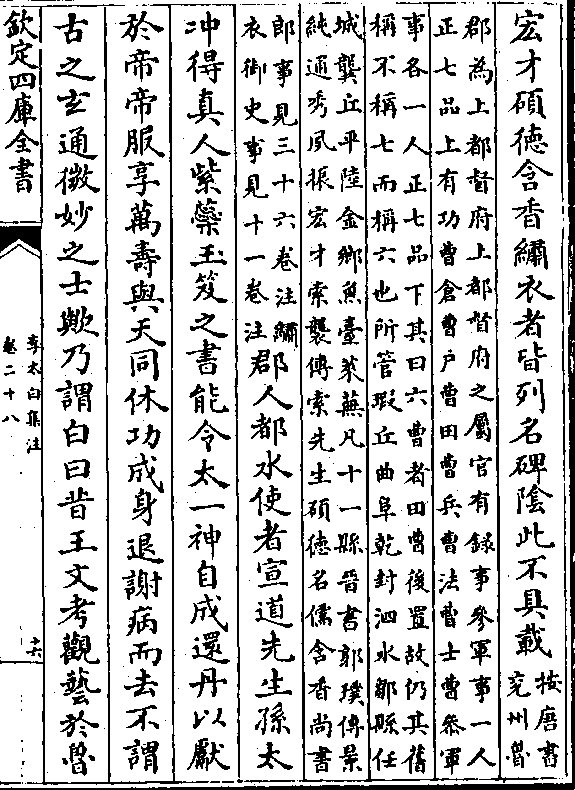 宏才碩徳含香繡衣者皆列名碑隂此不具載按唐書
兖州魯
郡為上都督府上都督府之屬官有録事參軍事一人
正七品上有功曹倉曹户曹田曹兵曹法曹士曹叅軍
事各一人正七品下其曰六曹者田曹後置故仍其舊
稱不稱七而稱六也所管瑕丘曲阜乾封泗水鄒縣任
城龔丘平陸金鄉魚臺萊蕪凡十一縣晉書郭璞傳景
純通秀夙振宏才索襲傳索先生碩徳名儒含香尚書
郎事見三十六卷注繡
衣御史事見十一卷注郡人都水使者宣道先生孫太
冲得真人紫蘂玉笈之書能令太一神自成還丹以獻
於帝帝服享萬壽與天同休功成身退謝病而去不謂
古之玄通微妙之士歟乃謂白曰昔王文考觀藝於魯
欽定四庫全書
李太白集注
卷二十八
十六